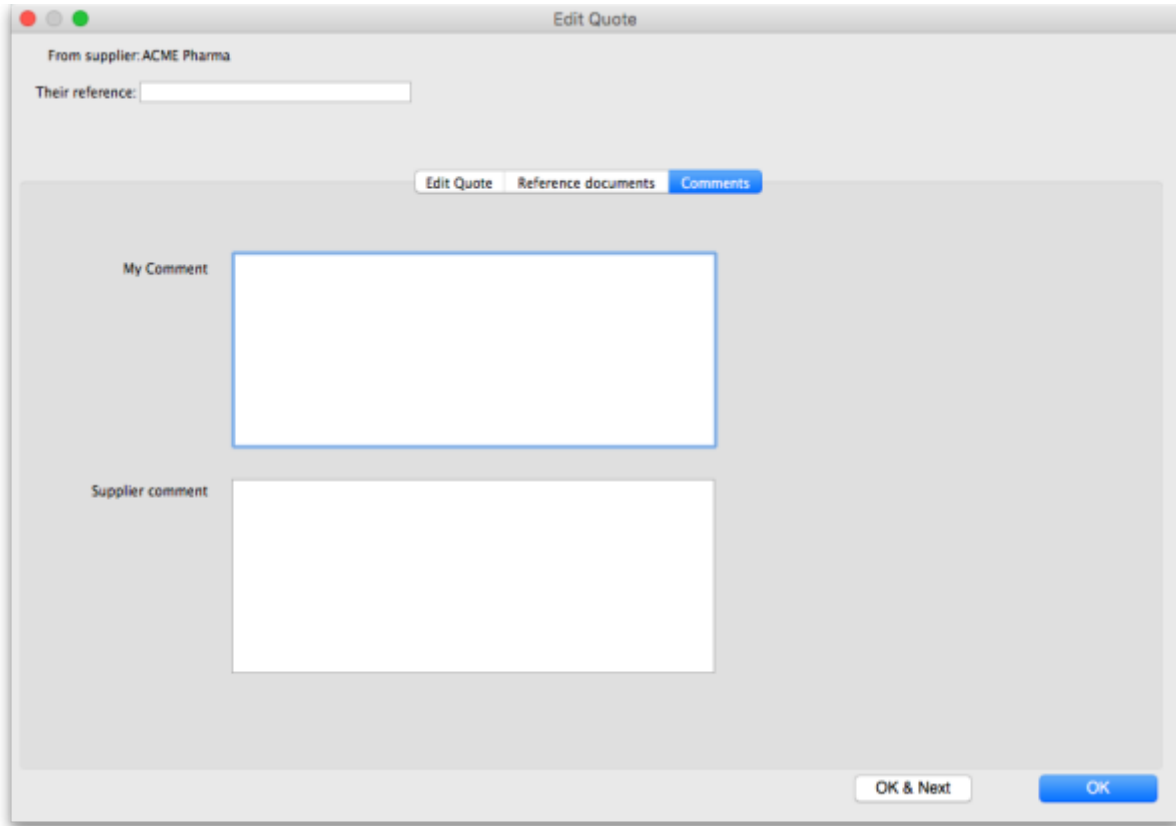 Edit Quote
From supplier: ACME Pharma
Their reference:
Edit Quote Reference documents Comments
My Comment
Supplier comment
OK & Next OK